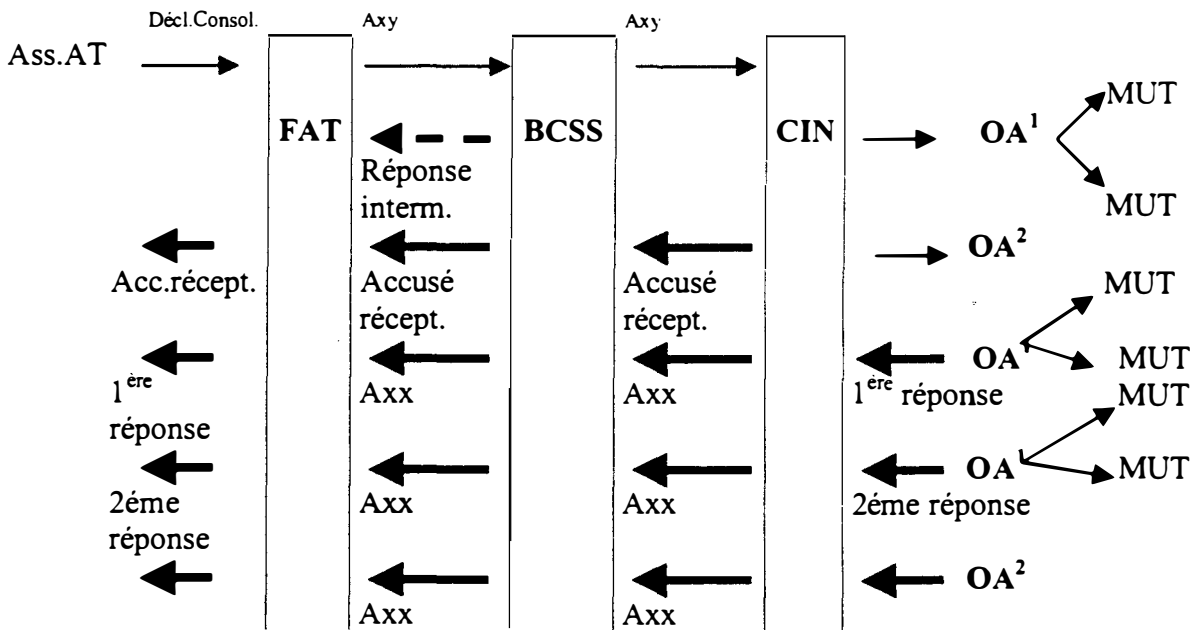 Décl.Consol. Axy Axy
Ass.AT
MUT
FAT BCSS CIN OA¹
Réponse
interm.
MUT
OA²
Acc.récept. Accusé Accusé MUT
récept. récept.
OA¹ MUT
1ère Axx Axx 1ère réponse MUT
réponse
OA¹ MUT
2éme Axx Axx 2éme réponse
réponse
OA²
Axx Axx